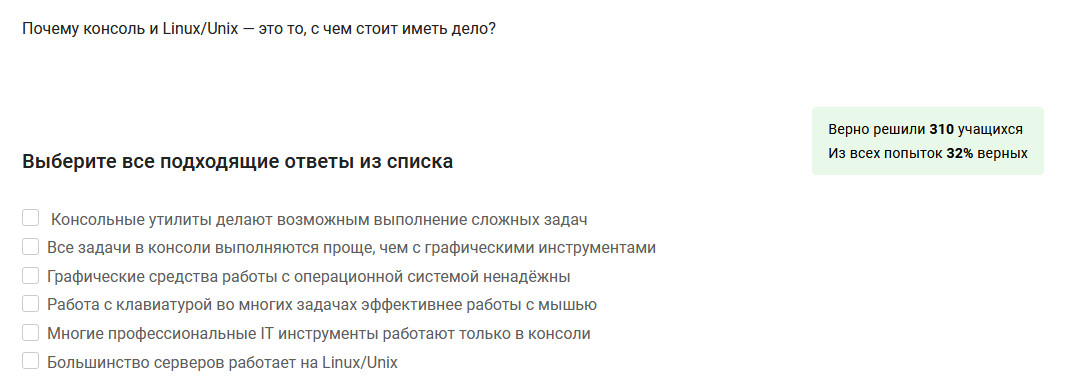 Почему консоль и Linux/Unix — это то, с чем стоит иметь дело?
Верно решили 310 учащихся
Из всех попыток 32% верных
Выберите все подходящие ответы из списка
Консольные утилиты делают возможным выполнение сложных задач
Все задачи в консоли выполняются проще, чем с графическими инструментами
Графические средства работы с операционной системой ненадёжны
Работа с клавиатурой во многих задачах эффективнее работы с мышью
Многие профессиональные IT инструменты работают только в консоли
Большинство серверов работает на Linux/Unix